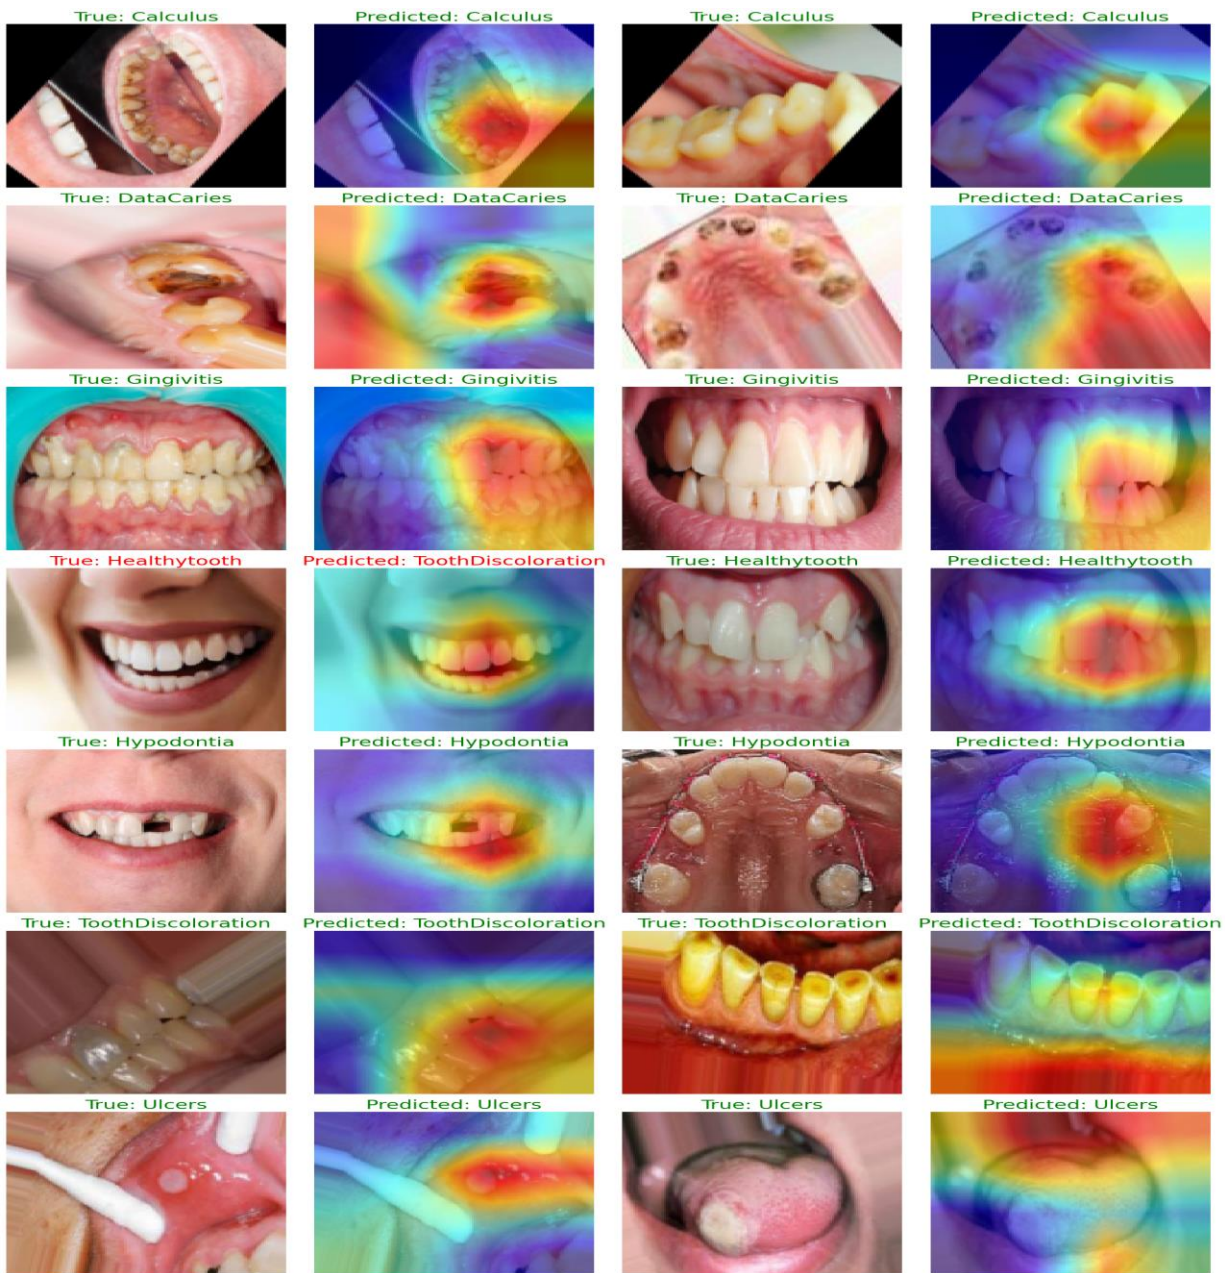 True: Calculus Predicted: Calculus True: Calculus Predicted: Calculus
True: DataCaries Predicted: DataCaries True: DataCaries Predicted: DataCaries
True: Gingivitis Predicted: Gingivitis True: Gingivitis Predicted: Gingivitis
True: Healthytooth Predicted: ToothDiscoloration True: Healthytooth Predicted: Healthytooth
True: Hypodontia Predicted: Hypodontia True: Hypodontia Predicted: Hypodontia
True: ToothDiscoloration Predicted: ToothDiscoloration True: ToothDiscoloration Predicted: ToothDiscoloration
True: Ulcers Predicted: Ulcers True: Ulcers Predicted: Ulcers